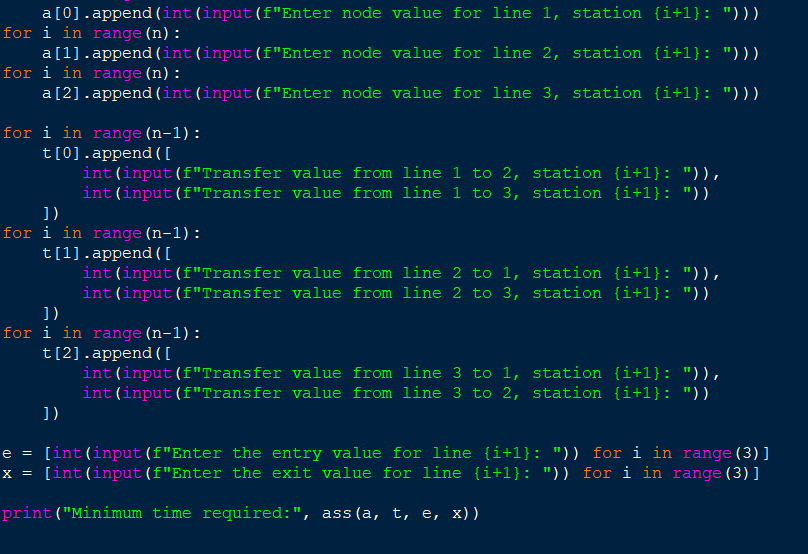 a[0].append(int(input(f"Enter node value for line 1, station {i+1}: ")))
for i in range(n):
    a[1].append(int(input(f"Enter node value for line 2, station {i+1}: ")))
for i in range(n):
    a[2].append(int(input(f"Enter node value for line 3, station {i+1}: ")))

for i in range(n-1):
    t[0].append([
        int(input(f"Transfer value from line 1 to 2, station {i+1}: ")),
        int(input(f"Transfer value from line 1 to 3, station {i+1}: "))
    ])
for i in range(n-1):
    t[1].append([
        int(input(f"Transfer value from line 2 to 1, station {i+1}: ")),
        int(input(f"Transfer value from line 2 to 3, station {i+1}: "))
    ])
for i in range(n-1):
    t[2].append([
        int(input(f"Transfer value from line 3 to 1, station {i+1}: ")),
        int(input(f"Transfer value from line 3 to 2, station {i+1}: "))
    ])

e = [int(input(f"Enter the entry value for line {i+1}: ")) for i in range(3)]
x = [int(input(f"Enter the exit value for line {i+1}: ")) for i in range(3)]

print("Minimum time required:", ass(a, t, e, x))